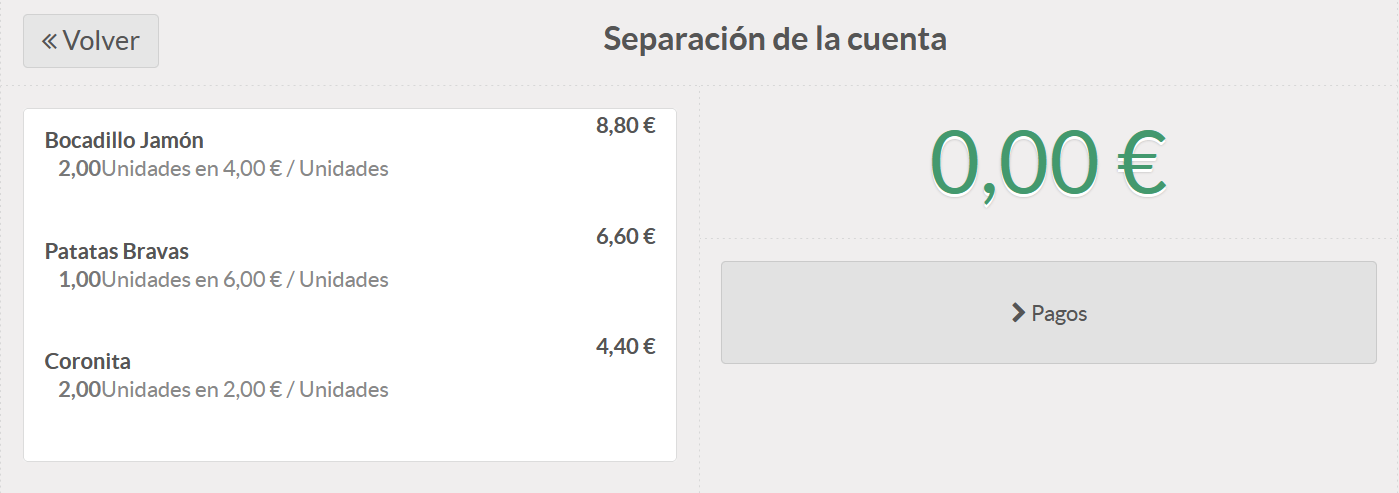 Volver
Separación de la cuenta
Bocadillo Jamón 8,80 €
2,00Unidades en 4,00 € / Unidades
Patatas Bravas 6,60 €
1,00Unidades en 6,00 € / Unidades
Coronita 4,40 €
2,00Unidades en 2,00 € / Unidades
0,00 €
Pagos